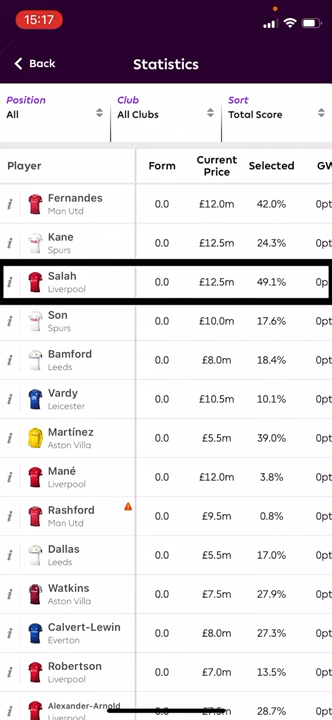 15:17
Back
Statistics
Position Club Sort
All All Clubs Total Score
Player Form Current Price Selected GW
Fernandes
Man Utd 0.0 £12.0m 42.0% 0pt
Kane
Spurs 0.0 £12.5m 24.3% 0pt
Salah
Liverpool 0.0 £12.5m 49.1% 0p
Son
Spurs 0.0 £10.0m 17.6% 0pt
Bamford
Leeds 0.0 £8.0m 18.4% 0pt
Vardy
Leicester 0.0 £10.5m 10.1% 0pt
Martínez
Aston Villa 0.0 £5.5m 39.0% 0pt
Mané
Liverpool 0.0 £12.0m 3.8% 0pt
Rashford
Man Utd 0.0 £9.5m 0.8% 0pt
Dallas
Leeds 0.0 £5.5m 17.0% 0pt
Watkins
Aston Villa 0.0 £7.5m 27.9% 0pt
Calvert-Lewin
Everton 0.0 £8.0m 27.3% 0pt
Robertson
Liverpool 0.0 £7.0m 13.5% 0pt
Alexander-Arnold 0.0 £7.5m 28.7% 0pt